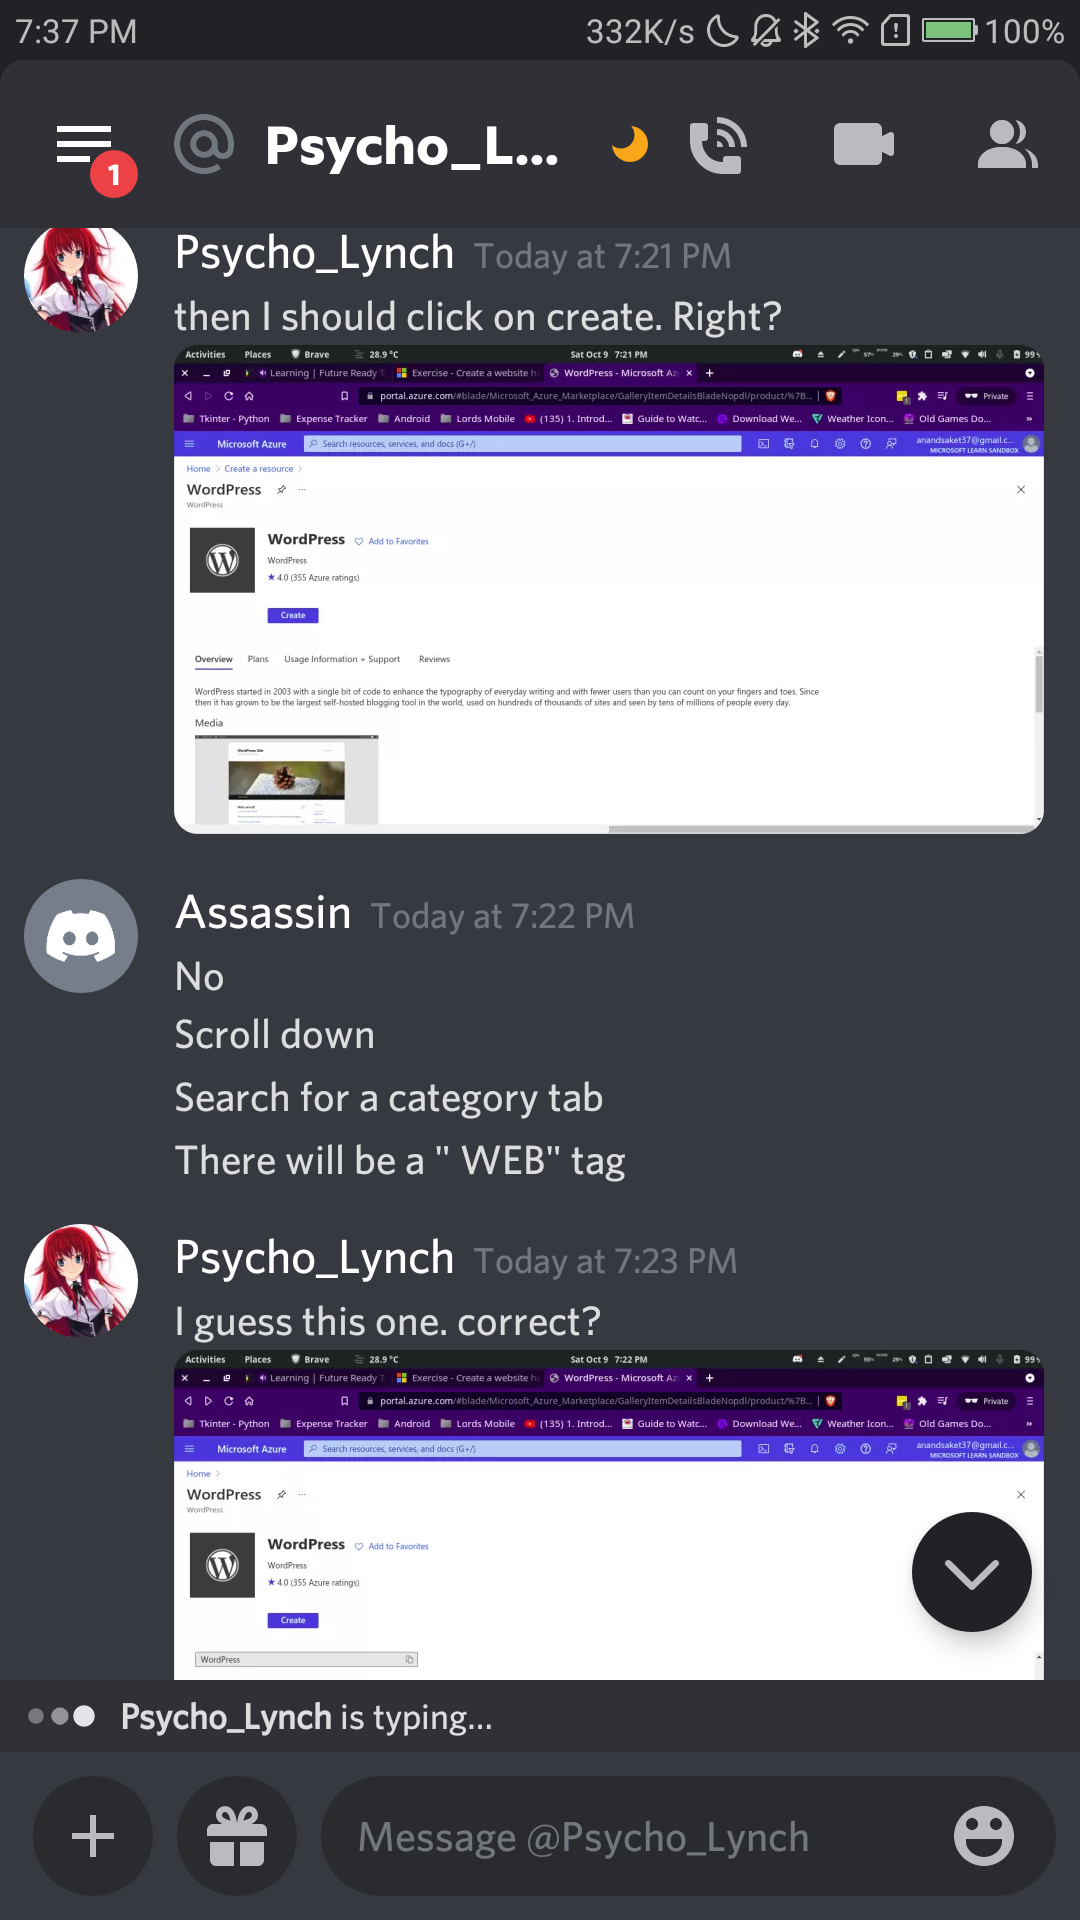 7:37 PM 332K/s 100%
1 Psycho_L...
Psycho_Lynch Today at 7:21 PM
then I should click on create. Right?
Activities Places Brave 28.9 °C Sat Oct 9 7:21 PM 57% 29% 99%
Learning | Future Ready T Exercise - Create a website ho WordPress - Microsoft Az
portal.azure.com/#blade/Microsoft_Azure_Marketplace/GalleryItemDetailsBladeNopdl/product/%7B... Private
Tkinter - Python Expense Tracker Android Lords Mobile (135) 1. Introd... Guide to Watc... Download We... Weather Icon... Old Games Do... »
Microsoft Azure Search resources, services, and docs (G+/) anandsaket37@gmail.c...
MICROSOFT LEARN SANDBOX
Home > Create a resource >
WordPress ...
WordPress
WordPress Add to Favorites
WordPress
4.0 (355 Azure ratings)
Create
Overview Plans Usage Information + Support Reviews
WordPress started in 2003 with a single bit of code to enhance the typography of everyday writing and with fewer users than you can count on your fingers and toes. Since
then it has grown to be the largest self-hosted blogging tool in the world, used on hundreds of thousands of sites and seen by tens of millions of people every day.
Media
Assassin Today at 7:22 PM
No
Scroll down
Search for a category tab
There will be a " WEB" tag
Psycho_Lynch Today at 7:23 PM
I guess this one. correct?
Activities Places Brave 28.9 °C Sat Oct 9 7:22 PM 55% 29% 99%
Learning | Future Ready T Exercise - Create a website ho WordPress - Microsoft Az
portal.azure.com/#blade/Microsoft_Azure_Marketplace/GalleryItemDetailsBladeNopdl/product/%7B... Private
Tkinter - Python Expense Tracker Android Lords Mobile (135) 1. Introd... Guide to Watc... Download We... Weather Icon... Old Games Do... »
Microsoft Azure Search resources, services, and docs (G+/) anandsaket37@gmail.c...
MICROSOFT LEARN SANDBOX
Home >
WordPress ...
WordPress
WordPress Add to Favorites
WordPress
4.0 (355 Azure ratings)
Create
WordPress
Psycho_Lynch is typing...
Message @Psycho_Lynch